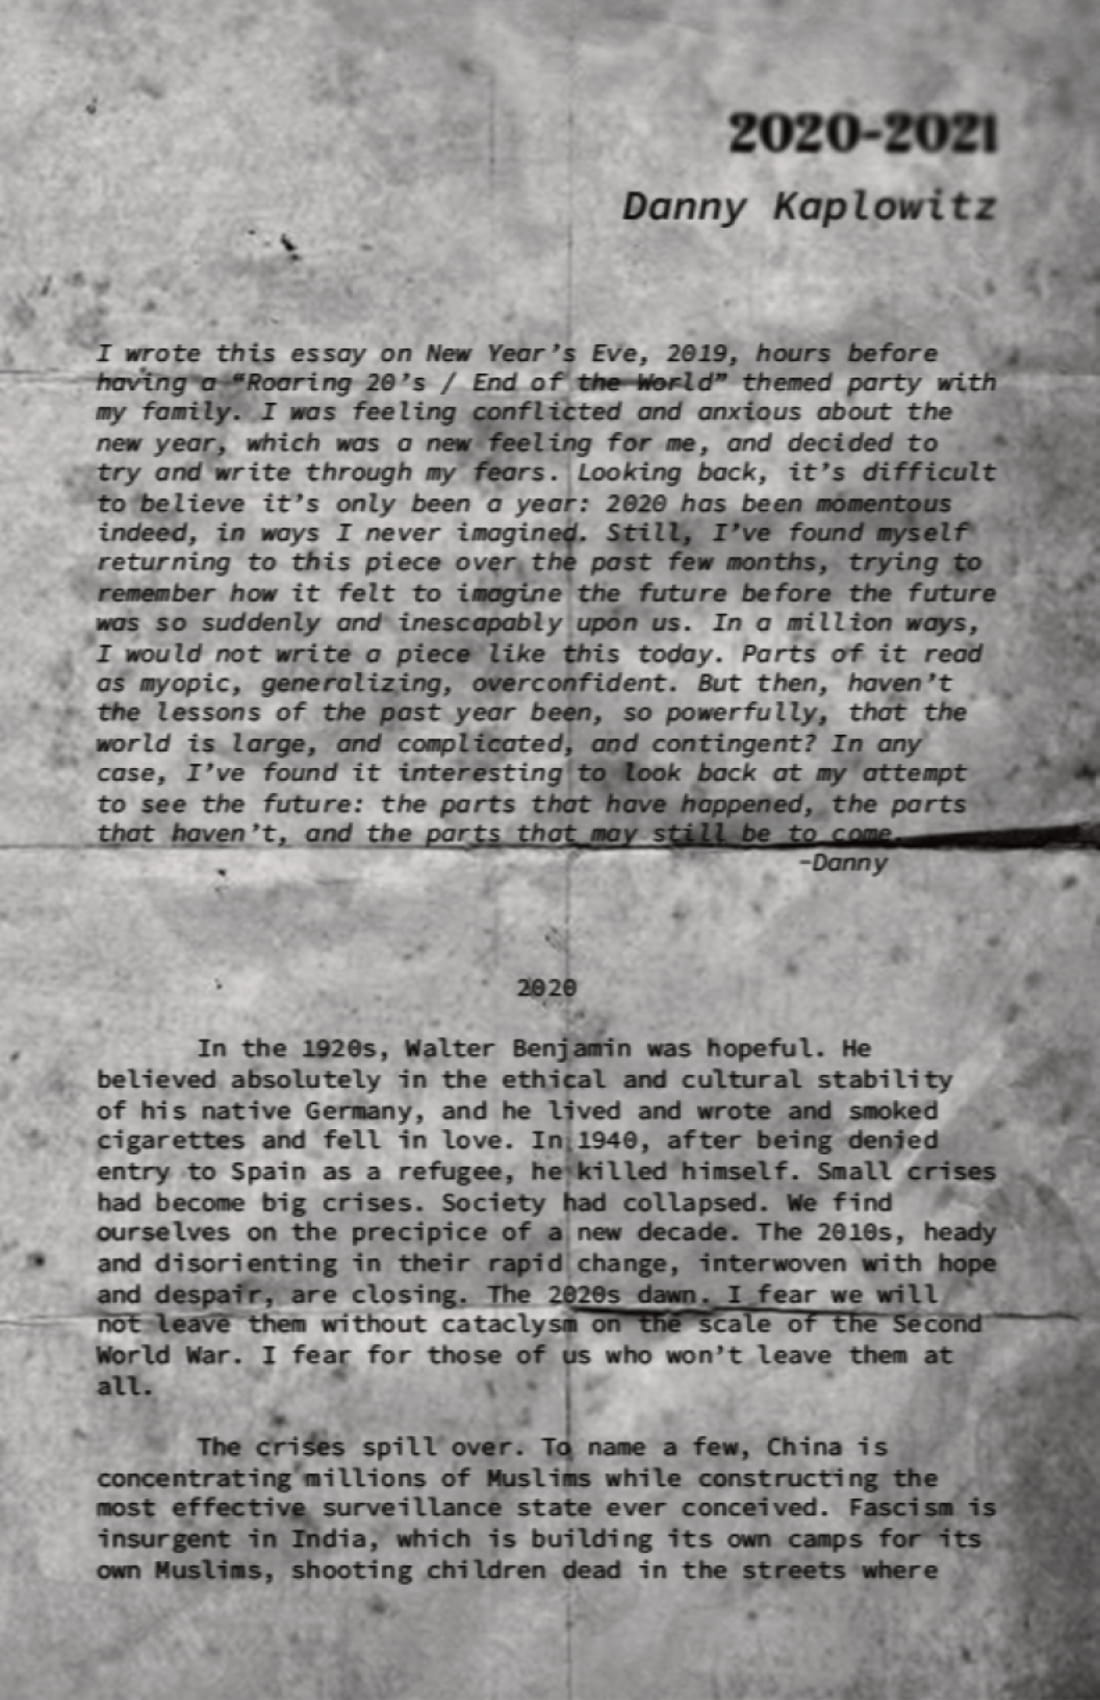 2020-2021
Danny Kaplowitz
I wrote this essay on New Year's Eve, 2019, hours before
having a “Roaring 20's / End of the World” themed party with
my family. I was feeling conflicted and anxious about the
new year, which was a new feeling for me, and decided to
try and write through my fears. Looking back, it's difficult
to believe it's only been a year: 2020 has been momentous
indeed, in ways I never imagined. Still, I've found myself
returning to this piece over the past few months, trying to
remember how it felt to imagine the future before the future
was so suddenly and inescapably upon us. In a million ways,
I would not write a piece like this today. Parts of it read
as myopic, generalizing, overconfident. But then, haven't
the lessons of the past year been, so powerfully, that the
world is large, and complicated, and contingent? In any
case, I've found it interesting to look back at my attempt
to see the future: the parts that have happened, the parts
that haven't, and the parts that may still be to come.
-Danny
2020
In the 1920s, Walter Benjamin was hopeful. He
believed absolutely in the ethical and cultural stability
of his native Germany, and he lived and wrote and smoked
cigarettes and fell in love. In 1940, after being denied
entry to Spain as a refugee, he killed himself. Small crises
had become big crises. Society had collapsed. We find
ourselves on the precipice of a new decade. The 2010s, heady
and disorienting in their rapid change, interwoven with hope
and despair, are closing. The 2020s dawn. I fear we will
not leave them without cataclysm on the scale of the Second
World War. I fear for those of us who won't leave them at
all.
The crises spill over. To name a few, China is
concentrating millions of Muslims while constructing the
most effective surveillance state ever conceived. Fascism is
insurgent in India, which is building its own camps for its
own Muslims, shooting children dead in the streets where